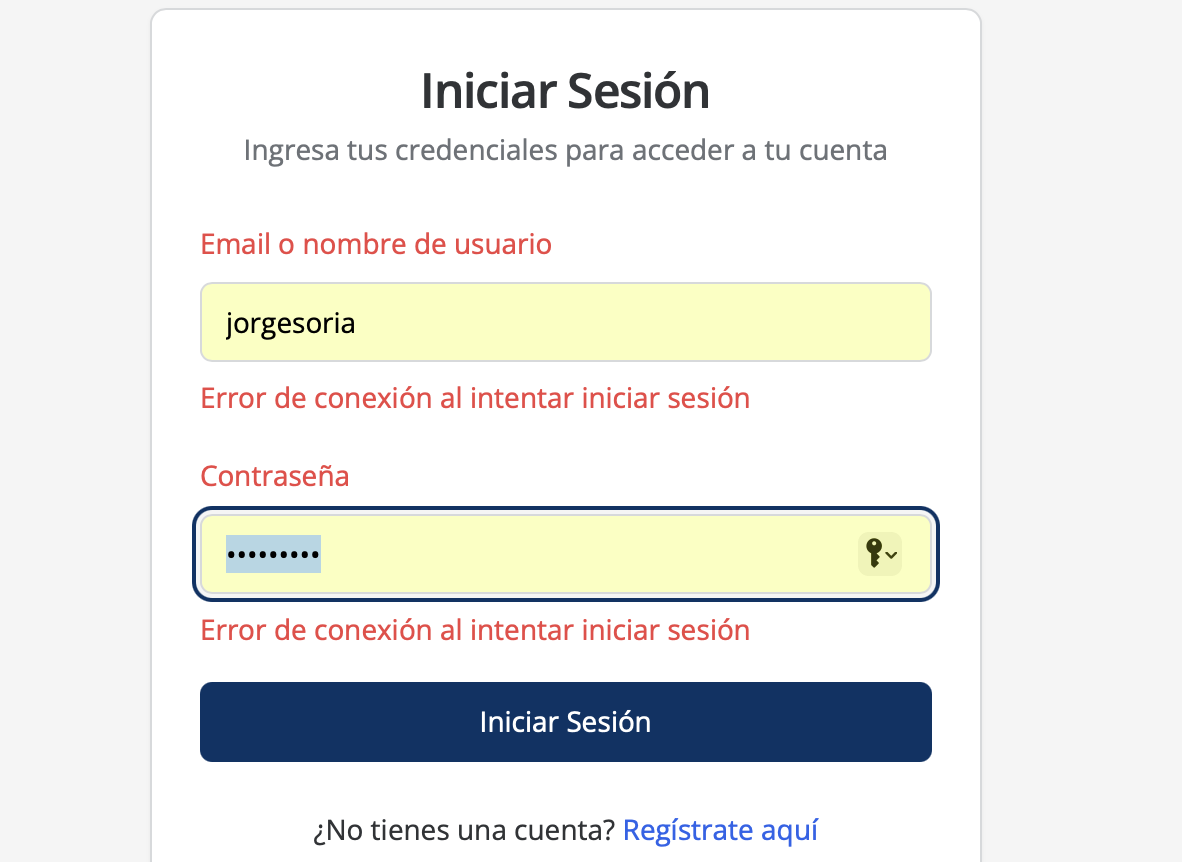 Iniciar Sesión
Ingresa tus credenciales para acceder a tu cuenta
Email o nombre de usuario
jorgesoria
Error de conexión al intentar iniciar sesión
Contraseña
•••••••••
Error de conexión al intentar iniciar sesión
Iniciar Sesión
¿No tienes una cuenta? Regístrate aquí